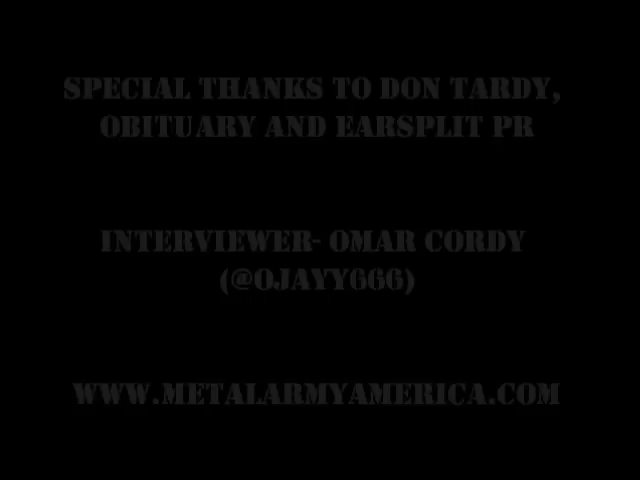 SPECIAL THANKS TO DON TARDY,
OBITUARY AND EARSPLIT PR
INTERVIEWER- OMAR CORDY
(@OJAYY666)
WWW.METALARMYAMERICA.COM